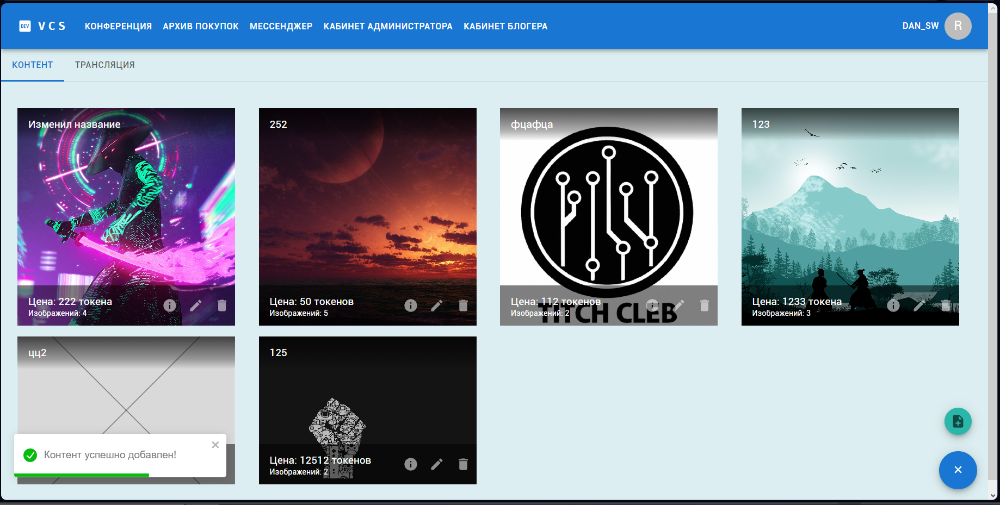 DEV VCS КОНФЕРЕНЦИЯ АРХИВ ПОКУПОК МЕССЕНДЖЕР КАБИНЕТ АДМИНИСТРАТОРА КАБИНЕТ БЛОГЕРА DAN_SW R
КОНТЕНТ ТРАНСЛЯЦИЯ
Изменил название
Цена: 222 токена
Изображений: 4
252
Цена: 50 токенов
Изображений: 5
фцафца
TITCH CLEB
Цена: 112 токенов
Изображений: 2
123
Цена: 1233 токена
Изображений: 3
цц2
125
Цена: 12512 токенов
Изображений: 2
Контент успешно добавлен!